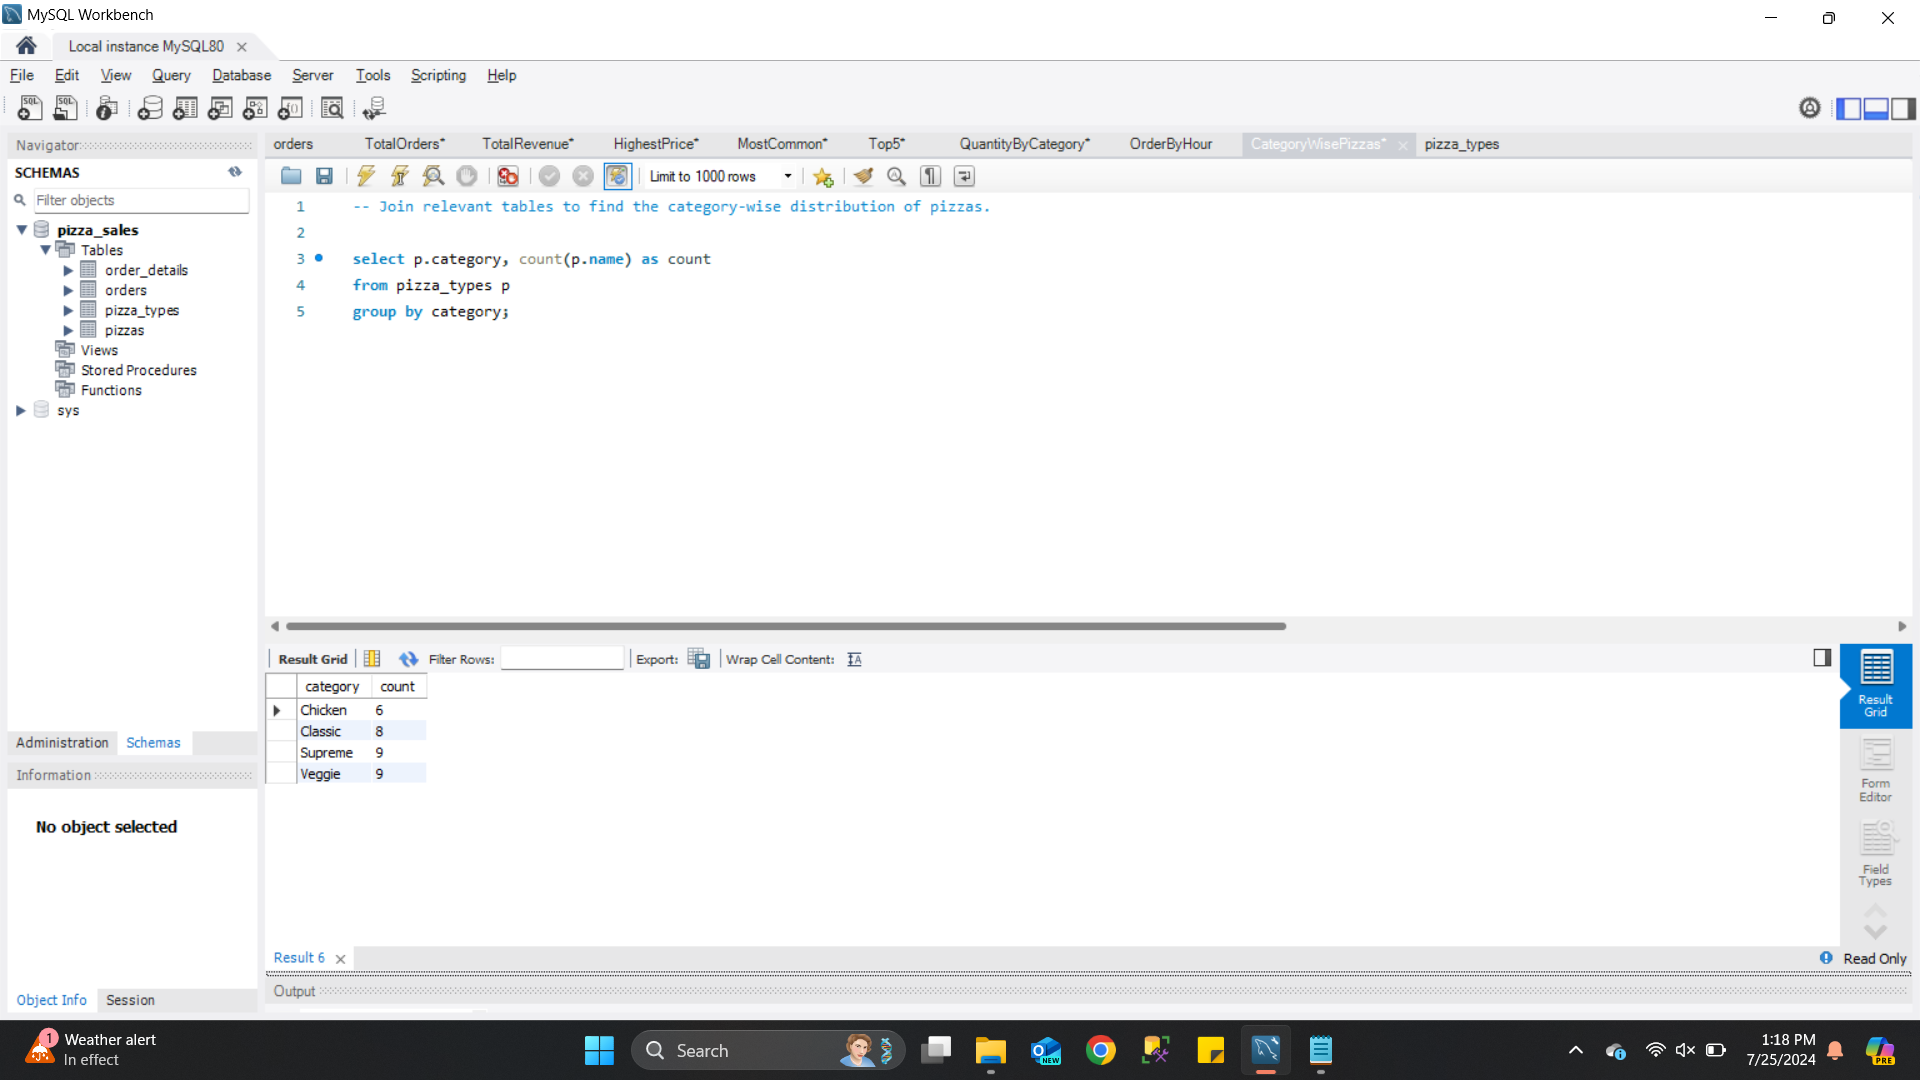 MySQL Workbench
Local instance MySQL80
File Edit View Query Database Server Tools Scripting Help
Navigator
SCHEMAS
Filter objects
pizza_sales
Tables
order_details
orders
pizza_types
pizzas
Views
Stored Procedures
Functions
sys
Administration Schemas
Information
No object selected
Object Info Session
orders TotalOrders* TotalRevenue* HighestPrice* MostCommon* Top5* QuantityByCategory* OrderByHour CategoryWisePizzas* pizza_types
Limit to 1000 rows
1 -- Join relevant tables to find the category-wise distribution of pizzas.
2
3 select p.category, count(p.name) as count
4 from pizza_types p
5 group by category;
Result Grid Filter Rows: Export: Wrap Cell Content:
category count
Chicken 6
Classic 8
Supreme 9
Veggie 9
Result Grid
Form Editor
Field Types
Result 6
Read Only
Output
1 Weather alert
In effect
Search
NEW
1:18 PM
7/25/2024
PRE